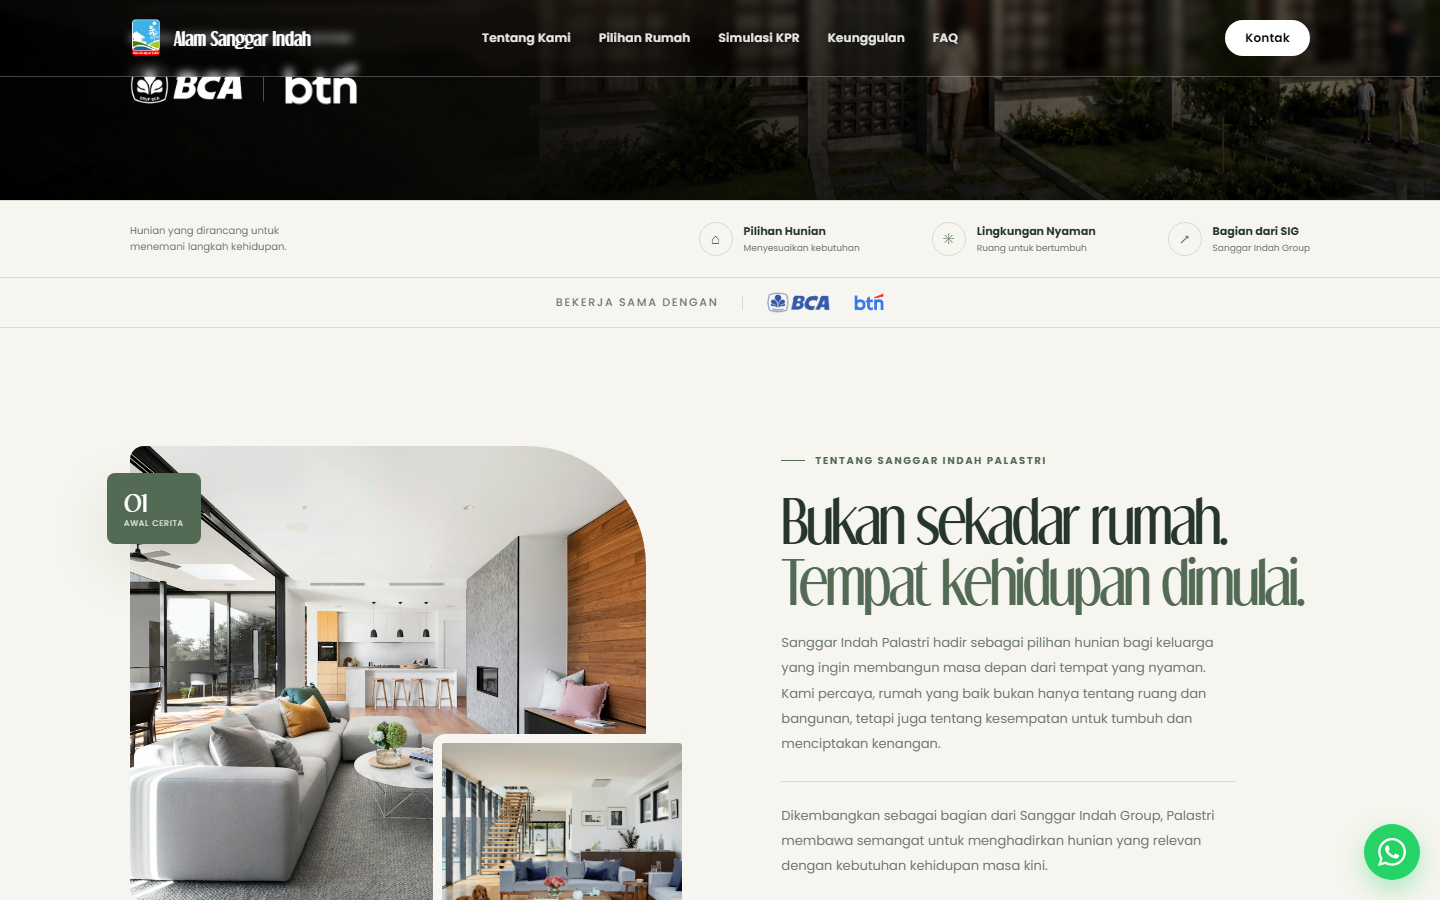 Alam Sanggar Indah
Tentang Kami
Pilihan Rumah
Simulasi KPR
Keunggulan
FAQ
Kontak
BCA
btn
Hunian yang dirancang untuk
menemani langkah kehidupan.
Pilihan Hunian
Menyesuaikan kebutuhan
Lingkungan Nyaman
Ruang untuk bertumbuh
Bagian dari SIG
Sanggar Indah Group
BEKERJA SAMA DENGAN
BCA
btn
01
AWAL CERITA
TENTANG SANGGAR INDAH PALASTRI
Bukan sekadar rumah.
Tempat kehidupan dimulai.
Sanggar Indah Palastri hadir sebagai pilihan hunian bagi keluarga
yang ingin membangun masa depan dari tempat yang nyaman.
Kami percaya, rumah yang baik bukan hanya tentang ruang dan
bangunan, tetapi juga tentang kesempatan untuk tumbuh dan
menciptakan kenangan.
Dikembangkan sebagai bagian dari Sanggar Indah Group, Palastri
membawa semangat untuk menghadirkan hunian yang relevan
dengan kebutuhan kehidupan masa kini.